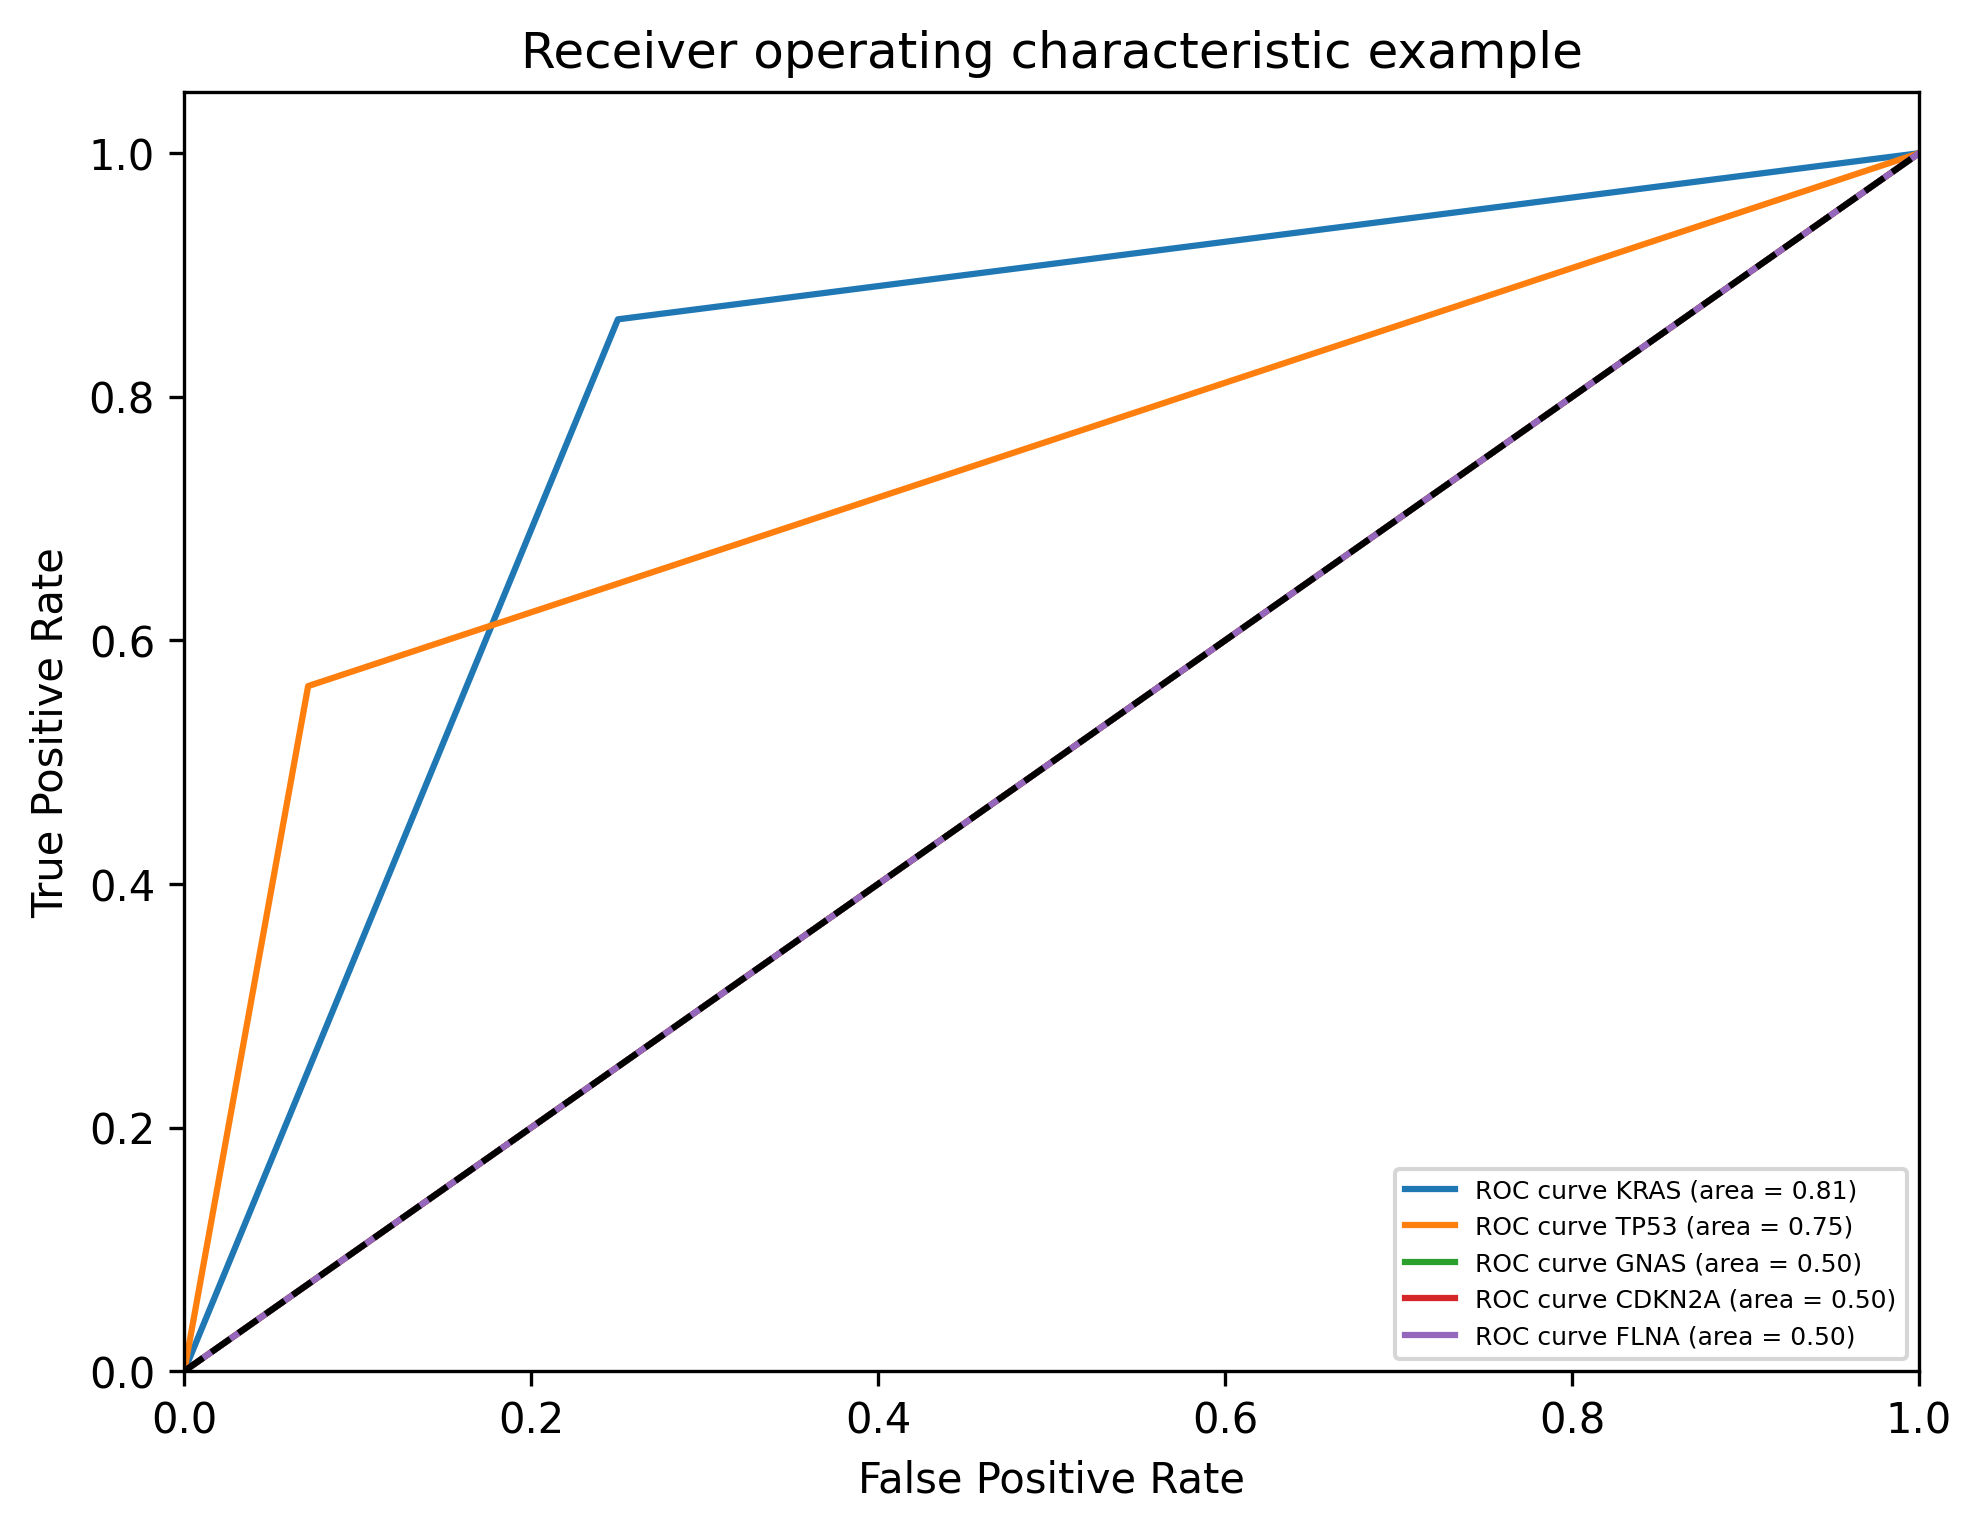 Receiver operating characteristic example
True Positive Rate
1.0
0.8
0.6
0.4
0.2
0.0
ROC curve KRAS (area = 0.81)
ROC curve TP53 (area = 0.75)
ROC curve GNAS (area = 0.50)
ROC curve CDKN2A (area = 0.50)
ROC curve FLNA (area = 0.50)
0.0 0.2 0.4 0.6 0.8 1.0
False Positive Rate